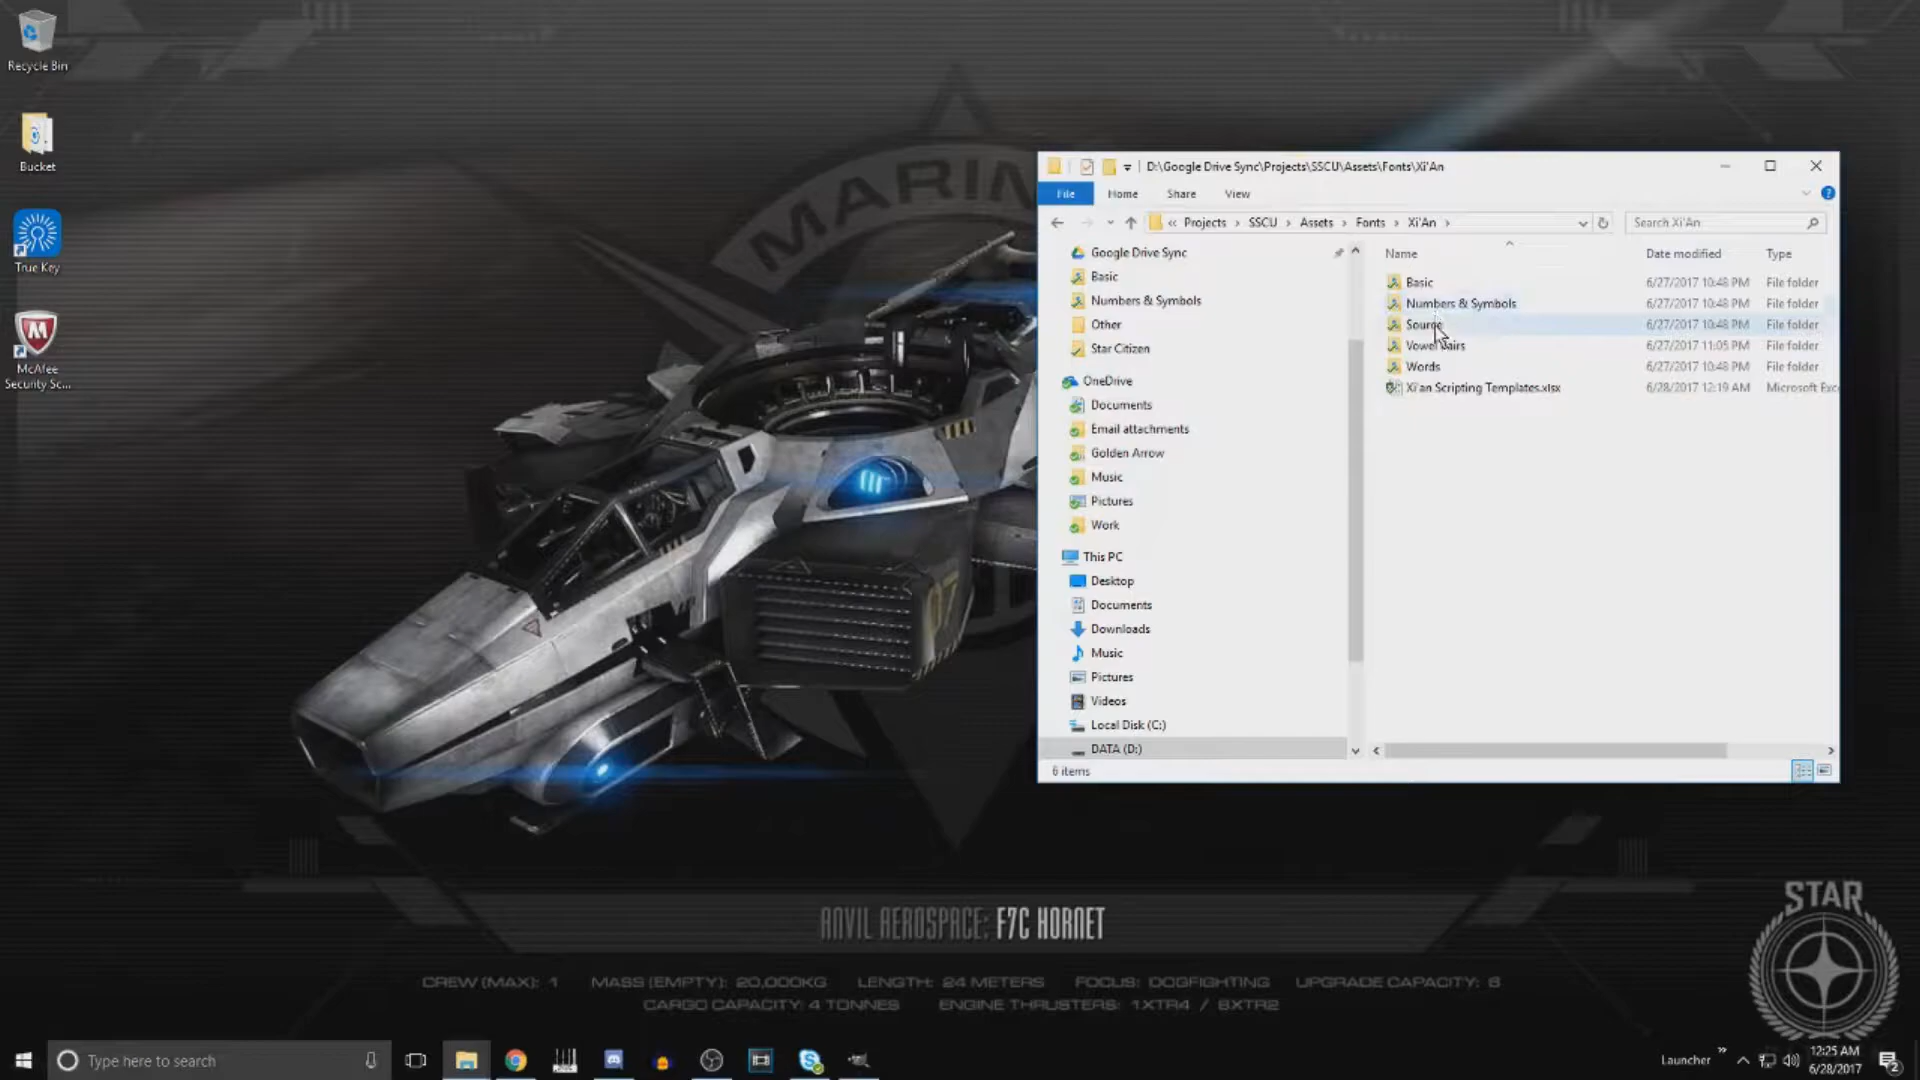 Recycle Bin
Bucket
True Key
McAfee
Security Sc...
MARIN
07
D:\Google Drive Sync\Projects\SSCU\Assets\Fonts\Xi'An
File Home Share View
« Projects > SSCU > Assets > Fonts > Xi'An >
Search Xi'An
Google Drive Sync
Basic
Numbers & Symbols
Other
Star Citizen
OneDrive
Documents
Email attachments
Golden Arrow
Music
Pictures
Work
This PC
Desktop
Documents
Downloads
Music
Pictures
Videos
Local Disk (C:)
DATA (D:)
Name Date modified Type
Basic 6/27/2017 10:48 PM File folder
Numbers & Symbols 6/27/2017 10:48 PM File folder
Source 6/27/2017 10:48 PM File folder
Vowel Pairs 6/27/2017 11:05 PM File folder
Words 6/27/2017 10:48 PM File folder
Xi'an Scripting Templates.xlsx 6/28/2017 12:19 AM Microsoft Exc
6 items
ANVIL AEROSPACE: F7C HORNET
CREW (MAX): 1 MASS (EMPTY): 20,000KG LENGTH: 24 METERS FOCUS: DOGFIGHTING UPGRADE CAPACITY: 6
CARGO CAPACITY: 4 TONNES ENGINE THRUSTERS: 1XTR4 / 8XTR2
STAR
Type here to search
Launcher »
12:25 AM
6/28/2017
2